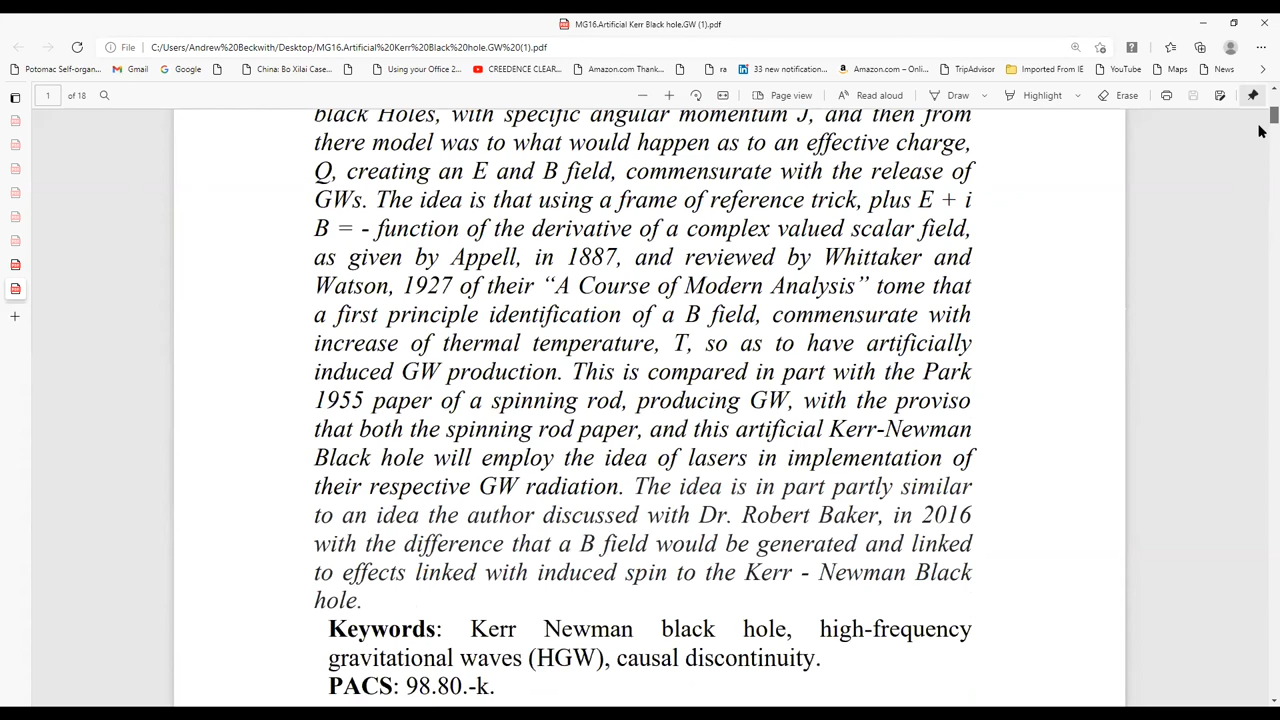 MG16.Artificial Kerr Black hole.GW (1).pdf
File C:/Users/Andrew%20Beckwith/Desktop/MG16.Artificial%20Kerr%20Black%20hole.GW%20(1).pdf
Potomac Self-organ... Gmail Google China: Bo Xilai Case... Using your Office 2... CREEDENCE CLEAR... Amazon.com Thank... ra 33 new notification... Amazon.com – Onli... TripAdvisor Imported From IE YouTube Maps News
1 of 18 Page view Read aloud Draw Highlight Erase
black Holes, with specific angular momentum J, and then from
there model was to what would happen as to an effective charge,
Q, creating an E and B field, commensurate with the release of
GWs. The idea is that using a frame of reference trick, plus E + i
B = - function of the derivative of a complex valued scalar field,
as given by Appell, in 1887, and reviewed by Whittaker and
Watson, 1927 of their “A Course of Modern Analysis” tome that
a first principle identification of a B field, commensurate with
increase of thermal temperature, T, so as to have artificially
induced GW production. This is compared in part with the Park
1955 paper of a spinning rod, producing GW, with the proviso
that both the spinning rod paper, and this artificial Kerr-Newman
Black hole will employ the idea of lasers in implementation of
their respective GW radiation. The idea is in part partly similar
to an idea the author discussed with Dr. Robert Baker, in 2016
with the difference that a B field would be generated and linked
to effects linked with induced spin to the Kerr - Newman Black
hole.
Keywords: Kerr Newman black hole, high-frequency
gravitational waves (HGW), causal discontinuity.
PACS: 98.80.-k.